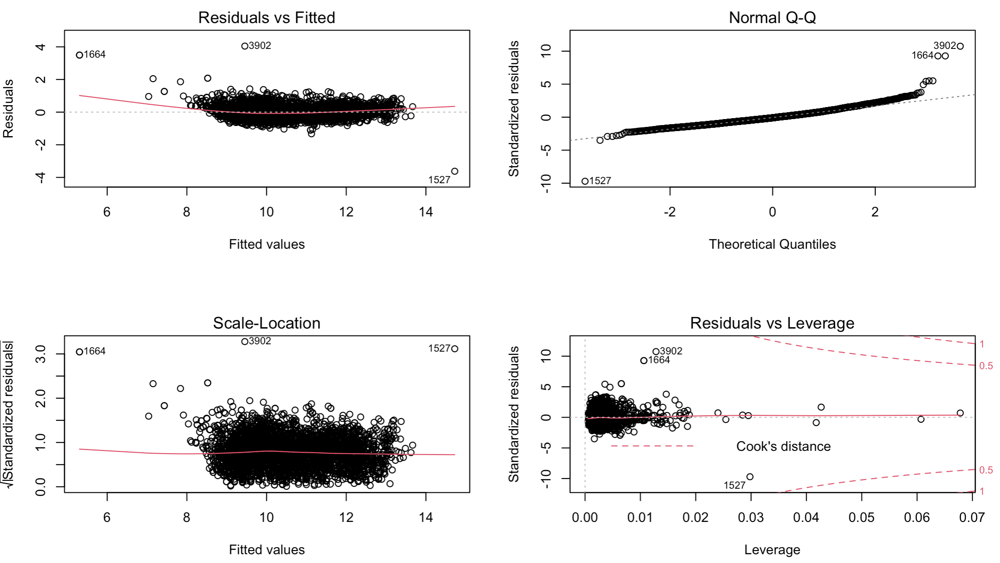 Residuals vs Fitted
Residuals
4
2
0
-2
-4
1664
3902
1527
6 8 10 12 14
Fitted values
Normal Q-Q
Standardized residuals
10
5
0
-5
-10
3902
1664
1527
-2 0 2
Theoretical Quantiles
Scale-Location
√|Standardized residuals|
3.0
2.0
1.0
0.0
1664
3902
1527
6 8 10 12 14
Fitted values
Residuals vs Leverage
Standardized residuals
10
5
0
-5
-10
3902
1664
1
0.5
Cook's distance
0.5
1527
1
0.00 0.01 0.02 0.03 0.04 0.05 0.06 0.07
Leverage